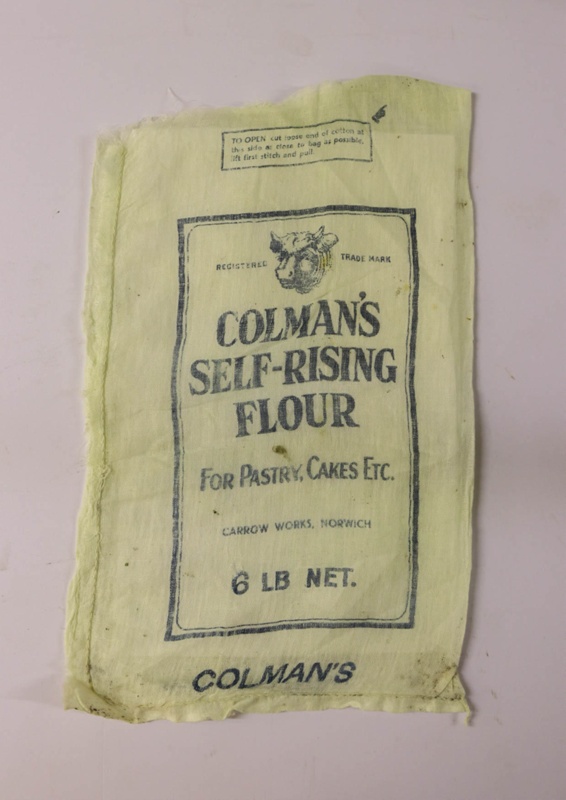 TO OPEN cut loose end of cotton at
this side as close to bag as possible,
lift first stitch and pull.
REGISTERED TRADE MARK
COLMAN'S
SELF-RISING
FLOUR
FOR PASTRY, CAKES ETC.
CARROW WORKS, NORWICH
6 LB NET.
COLMAN'S